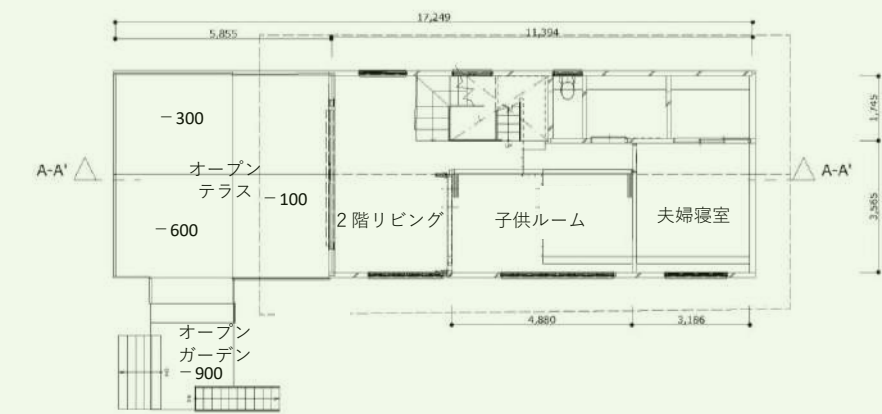 17,249
5,855
11,394
－300
オープン
テラス
－100
－600
A-A'
A-A'
２階リビング
子供ルーム
夫婦寝室
1,745
3,565
4,880
3,186
オープン
ガーデン
－900